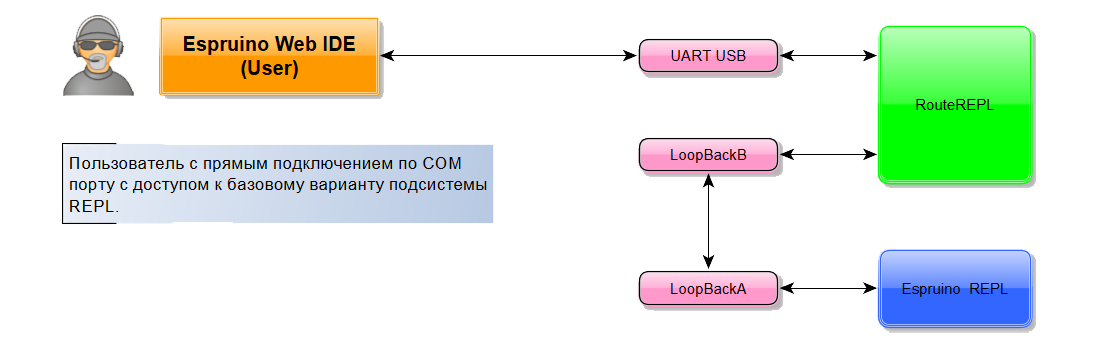 Espruino Web IDE
(User)
UART USB
RouteREPL
LoopBackB
Пользователь с прямым подключением по COM
порту с доступом к базовому варианту подсистемы
REPL.
LoopBackA
Espruino REPL